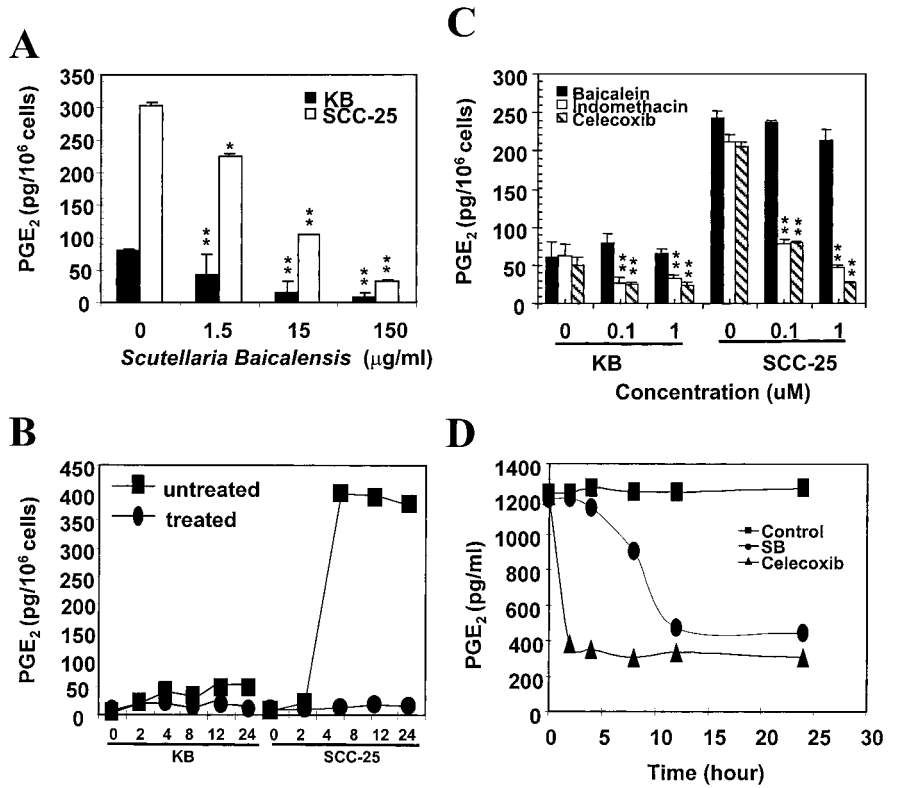 A
PGE2 (pg/10^6 cells)
350
300
250
200
150
100
50
0
KB
SCC-25
*
**
**
**
**
**
0 1.5 15 150
Scutellaria Baicalensis (μg/ml)
C
PGE2 (pg/10^6 cells)
300
250
200
150
100
50
0
Baicalein
Indomethacin
Celecoxib
** **
** **
** **
** **
0 0.1 1 0 0.1 1
KB SCC-25
Concentration (uM)
B
PGE2 (pg/10^6 cells)
450
400
350
300
250
200
150
100
50
0
untreated
treated
0 2 4 8 12 24 0 2 4 8 12 24
KB SCC-25
D
PGE2 (pg/ml)
1400
1200
1000
800
600
400
200
0
Control
SB
Celecoxib
0 5 10 15 20 25 30
Time (hour)